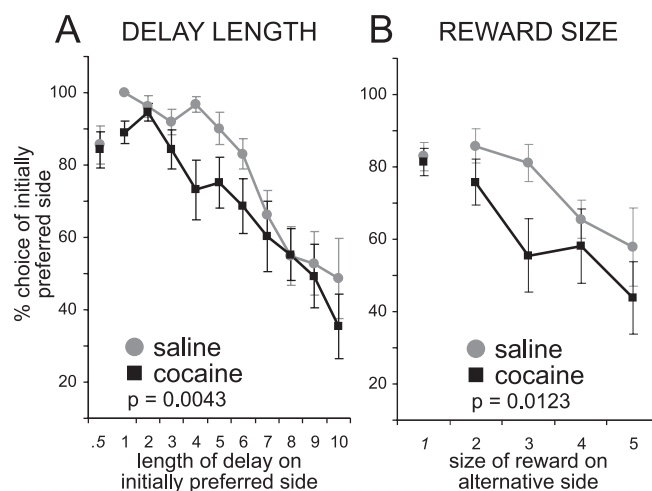 A DELAY LENGTH
B REWARD SIZE
% choice of initially
preferred side
100
80
60
40
20
saline
cocaine
p = 0.0043
.5 1 2 3 4 5 6 7 8 9 10
length of delay on
initially preferred side
100
80
60
40
20
saline
cocaine
p = 0.0123
1 2 3 4 5
size of reward on
alternative side